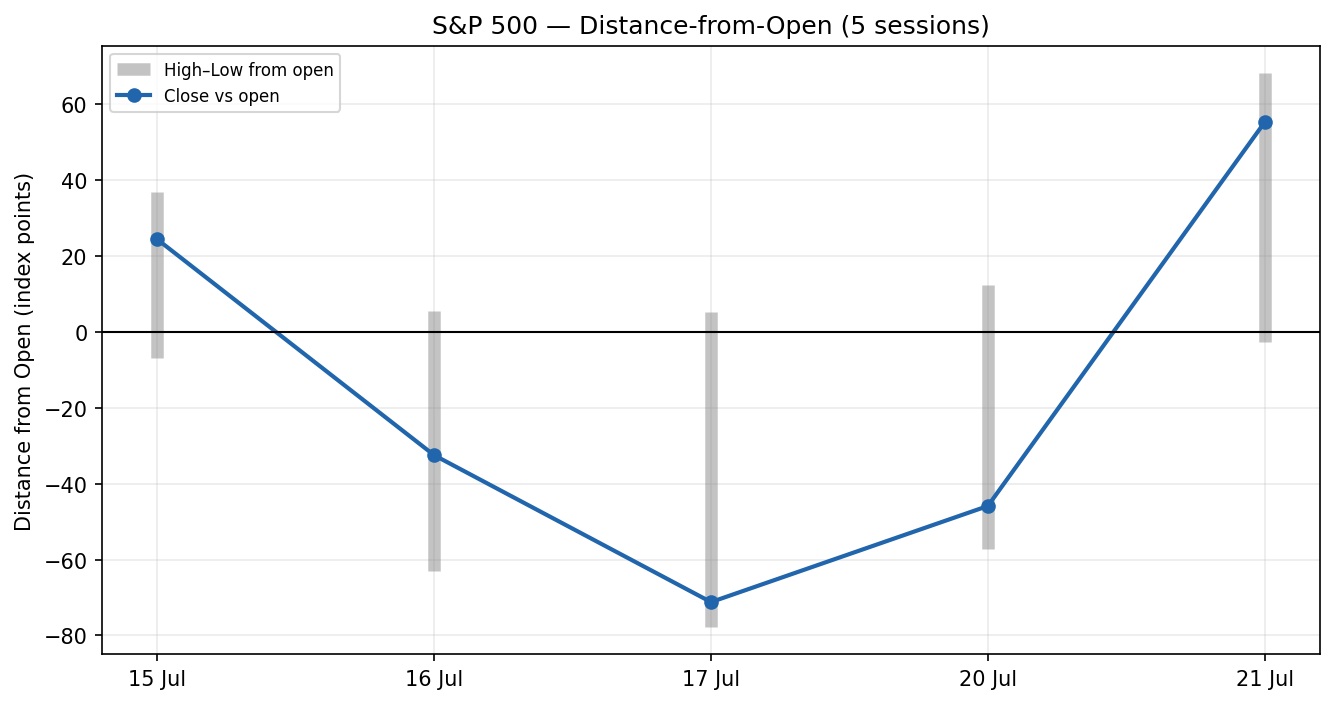 S&P 500 — Distance-from-Open (5 sessions)
High–Low from open
Close vs open
Distance from Open (index points)
60
40
20
0
−20
−40
−60
−80
15 Jul
16 Jul
17 Jul
20 Jul
21 Jul